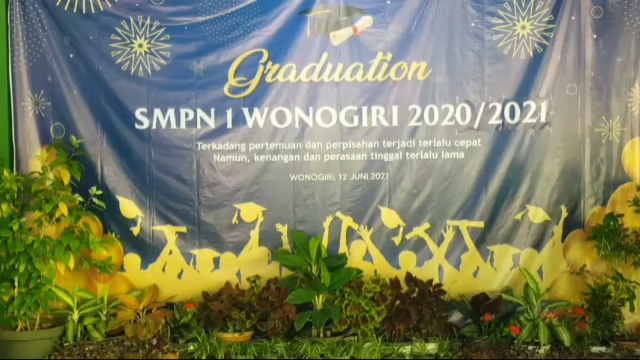 Graduation
SMPN 1 WONOGIRI 2020/2021
Terkadang pertemuan dan perpisahan terjadi terlalu cepat
Namun, kenangan dan perasaan tinggal terlalu lama
WONOGIRI, 12 JUNI 2021